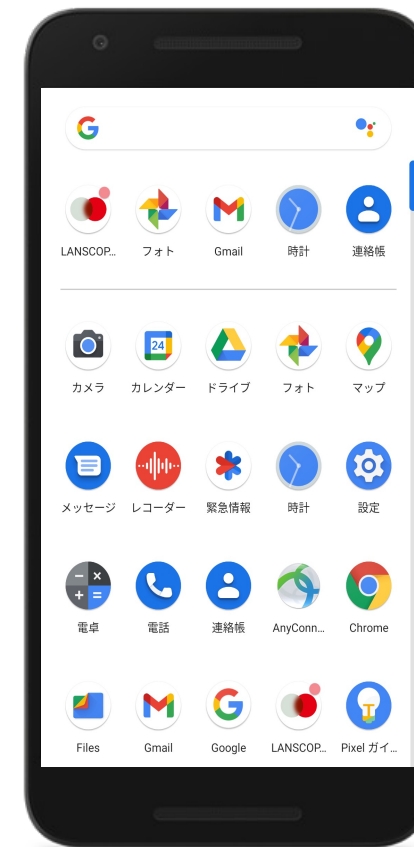 LANSCOP...
フォト
Gmail
時計
連絡帳
24
カメラ
カレンダー
ドライブ
フォト
マップ
メッセージ
レコーダー
緊急情報
時計
設定
電卓
電話
連絡帳
AnyConn...
Chrome
Files
Gmail
Google
LANSCOP...
Pixel ガイ...